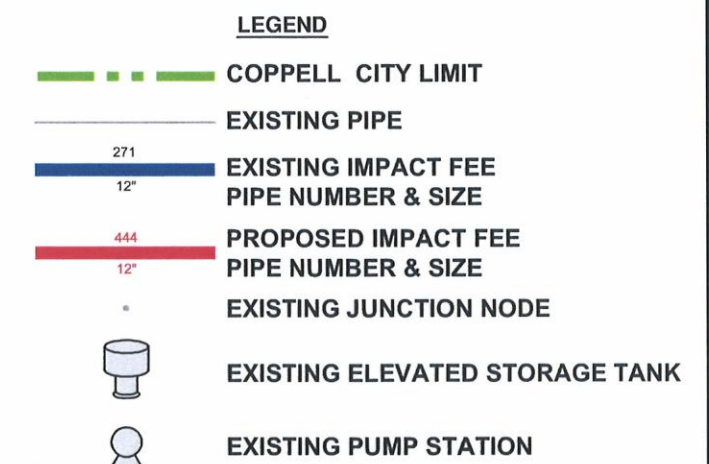 LEGEND
COPPELL CITY LIMIT
EXISTING PIPE
271
12"
EXISTING IMPACT FEE
PIPE NUMBER & SIZE
444
12"
PROPOSED IMPACT FEE
PIPE NUMBER & SIZE
EXISTING JUNCTION NODE
EXISTING ELEVATED STORAGE TANK
EXISTING PUMP STATION